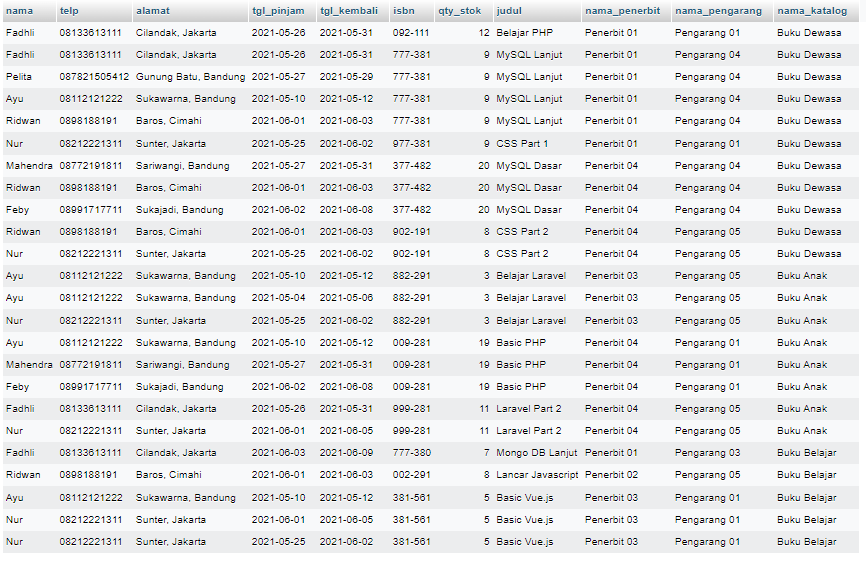 nama telp alamat tgl_pinjam tgl_kembali isbn qty_stok judul nama_penerbit nama_pengarang nama_katalog
Fadhli 08133613111 Cilandak, Jakarta 2021-05-26 2021-05-31 092-111 12 Belajar PHP Penerbit 01 Pengarang 01 Buku Dewasa
Fadhli 08133613111 Cilandak, Jakarta 2021-05-26 2021-05-31 777-381 9 MySQL Lanjut Penerbit 01 Pengarang 04 Buku Dewasa
Pelita 087821505412 Gunung Batu, Bandung 2021-05-27 2021-05-29 777-381 9 MySQL Lanjut Penerbit 01 Pengarang 04 Buku Dewasa
Ayu 08112121222 Sukawarna, Bandung 2021-05-10 2021-05-12 777-381 9 MySQL Lanjut Penerbit 01 Pengarang 04 Buku Dewasa
Ridwan 0898188191 Baros, Cimahi 2021-06-01 2021-06-03 777-381 9 MySQL Lanjut Penerbit 01 Pengarang 04 Buku Dewasa
Nur 08212221311 Sunter, Jakarta 2021-05-25 2021-06-02 977-381 9 CSS Part 1 Penerbit 01 Pengarang 01 Buku Dewasa
Mahendra 08772191811 Sariwangi, Bandung 2021-05-27 2021-05-31 377-482 20 MySQL Dasar Penerbit 04 Pengarang 04 Buku Dewasa
Ridwan 0898188191 Baros, Cimahi 2021-06-01 2021-06-03 377-482 20 MySQL Dasar Penerbit 04 Pengarang 04 Buku Dewasa
Feby 08991717711 Sukajadi, Bandung 2021-06-02 2021-06-08 377-482 20 MySQL Dasar Penerbit 04 Pengarang 04 Buku Dewasa
Ridwan 0898188191 Baros, Cimahi 2021-06-01 2021-06-03 902-191 8 CSS Part 2 Penerbit 04 Pengarang 05 Buku Dewasa
Nur 08212221311 Sunter, Jakarta 2021-05-25 2021-06-02 902-191 8 CSS Part 2 Penerbit 04 Pengarang 05 Buku Dewasa
Ayu 08112121222 Sukawarna, Bandung 2021-05-10 2021-05-12 882-291 3 Belajar Laravel Penerbit 03 Pengarang 05 Buku Anak
Ayu 08112121222 Sukawarna, Bandung 2021-05-04 2021-05-06 882-291 3 Belajar Laravel Penerbit 03 Pengarang 05 Buku Anak
Nur 08212221311 Sunter, Jakarta 2021-05-25 2021-06-02 882-291 3 Belajar Laravel Penerbit 03 Pengarang 05 Buku Anak
Ayu 08112121222 Sukawarna, Bandung 2021-05-10 2021-05-12 009-281 19 Basic PHP Penerbit 04 Pengarang 01 Buku Anak
Mahendra 08772191811 Sariwangi, Bandung 2021-05-27 2021-05-31 009-281 19 Basic PHP Penerbit 04 Pengarang 01 Buku Anak
Feby 08991717711 Sukajadi, Bandung 2021-06-02 2021-06-08 009-281 19 Basic PHP Penerbit 04 Pengarang 01 Buku Anak
Fadhli 08133613111 Cilandak, Jakarta 2021-05-26 2021-05-31 999-281 11 Laravel Part 2 Penerbit 04 Pengarang 05 Buku Anak
Nur 08212221311 Sunter, Jakarta 2021-06-01 2021-06-05 999-281 11 Laravel Part 2 Penerbit 04 Pengarang 05 Buku Anak
Fadhli 08133613111 Cilandak, Jakarta 2021-06-03 2021-06-09 777-380 7 Mongo DB Lanjut Penerbit 01 Pengarang 03 Buku Belajar
Ridwan 0898188191 Baros, Cimahi 2021-06-01 2021-06-03 002-291 8 Lancar Javascript Penerbit 02 Pengarang 05 Buku Belajar
Ayu 08112121222 Sukawarna, Bandung 2021-05-10 2021-05-12 381-561 5 Basic Vue.js Penerbit 03 Pengarang 01 Buku Belajar
Nur 08212221311 Sunter, Jakarta 2021-06-01 2021-06-05 381-561 5 Basic Vue.js Penerbit 03 Pengarang 01 Buku Belajar
Nur 08212221311 Sunter, Jakarta 2021-05-25 2021-06-02 381-561 5 Basic Vue.js Penerbit 03 Pengarang 01 Buku Belajar